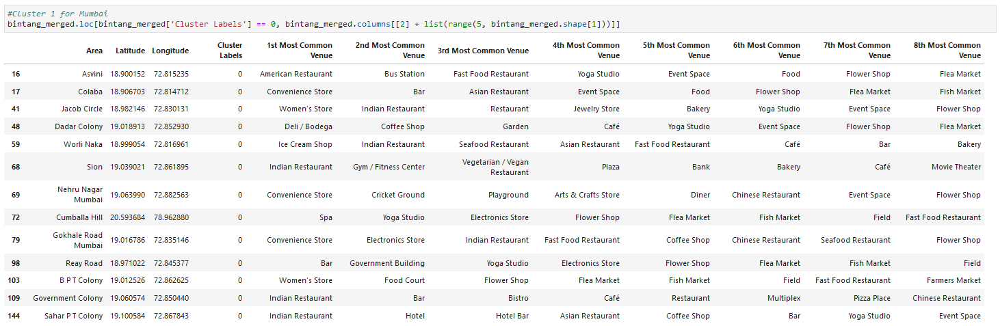 #Cluster 1 for Mumbai
bintang_merged.loc[bintang_merged['Cluster Labels'] == 0, bintang_merged.columns[[2] + list(range(5, bintang_merged.shape[1]))]]
Area Latitude Longitude Cluster Labels 1st Most Common Venue 2nd Most Common Venue 3rd Most Common Venue 4th Most Common Venue 5th Most Common Venue 6th Most Common Venue 7th Most Common Venue 8th Most Common Venue
16 Asvini 18.900152 72.815235 0 American Restaurant Bus Station Fast Food Restaurant Yoga Studio Event Space Food Flower Shop Flea Market
17 Colaba 18.906703 72.814712 0 Convenience Store Bar Asian Restaurant Event Space Food Flower Shop Flea Market Fish Market
41 Jacob Circle 18.982146 72.830131 0 Women's Store Indian Restaurant Restaurant Jewelry Store Bakery Yoga Studio Event Space Flower Shop
48 Dadar Colony 19.018913 72.852930 0 Deli / Bodega Coffee Shop Garden Café Yoga Studio Event Space Flower Shop Flea Market
59 Worli Naka 18.999054 72.816961 0 Ice Cream Shop Indian Restaurant Seafood Restaurant Asian Restaurant Fast Food Restaurant Café Bar Bakery
68 Sion 19.039021 72.861895 0 Indian Restaurant Gym / Fitness Center Vegetarian / Vegan Restaurant Plaza Bank Bakery Café Movie Theater
69 Nehru Nagar Mumbai 19.063990 72.882563 0 Convenience Store Cricket Ground Playground Arts & Crafts Store Diner Chinese Restaurant Event Space Flower Shop
72 Cumballa Hill 20.593684 78.962880 0 Spa Yoga Studio Electronics Store Flower Shop Flea Market Fish Market Field Fast Food Restaurant
79 Gokhale Road Mumbai 19.016786 72.835146 0 Convenience Store Electronics Store Indian Restaurant Fast Food Restaurant Coffee Shop Chinese Restaurant Seafood Restaurant Flower Shop
98 Reay Road 18.971022 72.845377 0 Bar Government Building Yoga Studio Electronics Store Flower Shop Flea Market Fish Market Field
103 B P T Colony 19.012526 72.862625 0 Women's Store Food Court Flower Shop Flea Market Fish Market Field Fast Food Restaurant Farmers Market
109 Government Colony 19.060574 72.850440 0 Indian Restaurant Bar Bistro Café Restaurant Multiplex Pizza Place Chinese Restaurant
144 Sahar P T Colony 19.100584 72.867843 0 Indian Restaurant Hotel Hotel Bar Asian Restaurant Coffee Shop Bar Yoga Studio Event Space